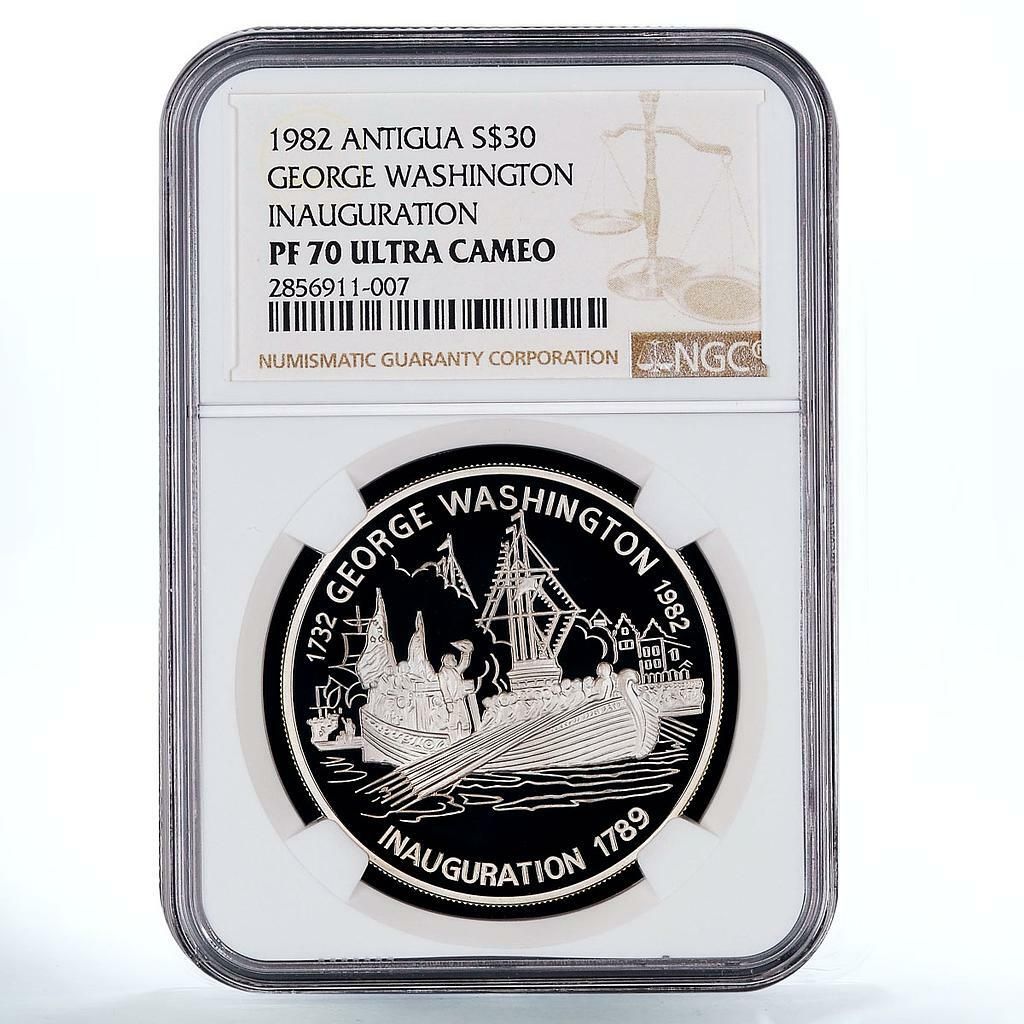 1982 ANTIGUA S$30
GEORGE WASHINGTON
INAUGURATION
PF 70 ULTRA CAMEO
2856911-007
NUMISMATIC GUARANTY CORPORATION
NGC
1732 GEORGE WASHINGTON 1982
INAUGURATION 1789